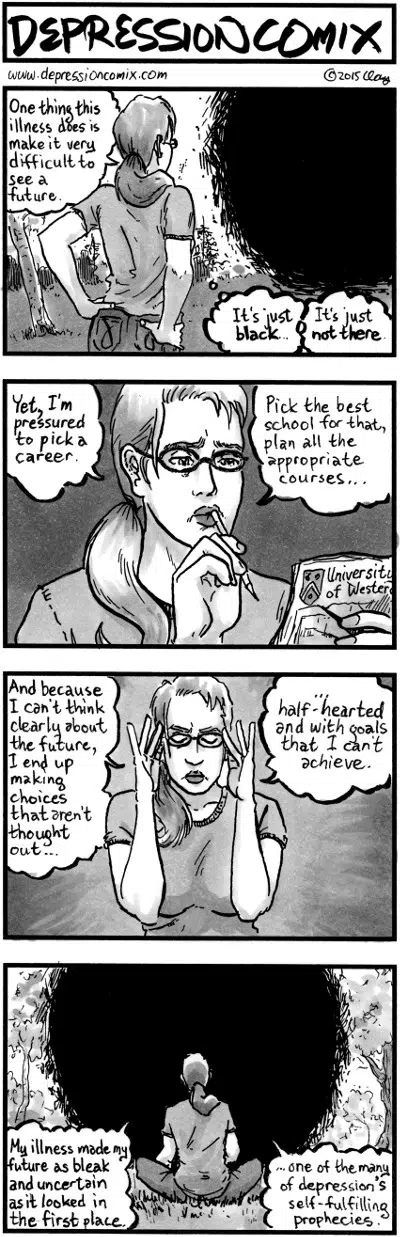 DEPRESSION COMIX
www.depressioncomix.com
©2015 Clay
One thing this
illness does is
make it very
difficult to
see a
future.
It's just
black...
It's just
not there.
Yet, I'm
pressured
to pick a
career.
Pick the best
school for that,
plan all the
appropriate
courses...
University
of Wester
And because
I can't think
clearly about
the future,
I end up
making
choices
that aren't
thought
out...
...
half-hearted
and with goals
that I can't
achieve.
My illness made my
future as bleak
and uncertain
as it looked in
the first place..
...one of the many
of depression's
self-fulfilling
prophecies.